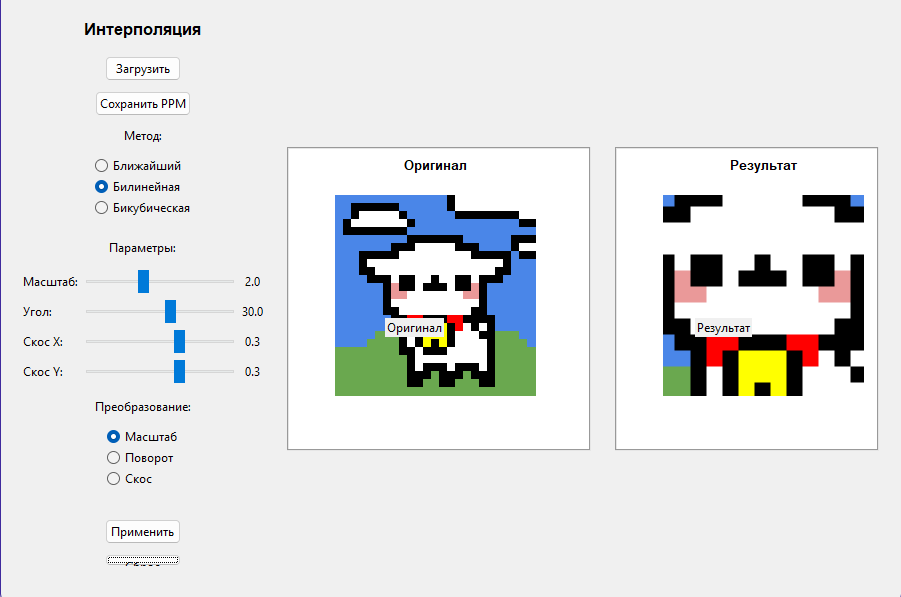 Интерполяция
Загрузить
Сохранить PPM
Метод:
Ближайший
Билинейная
Бикубическая
Параметры:
Масштаб: 2.0
Угол: 30.0
Скос X: 0.3
Скос Y: 0.3
Преобразование:
Масштаб
Поворот
Скос
Применить
Оригинал
Оригинал
Результат
Результат